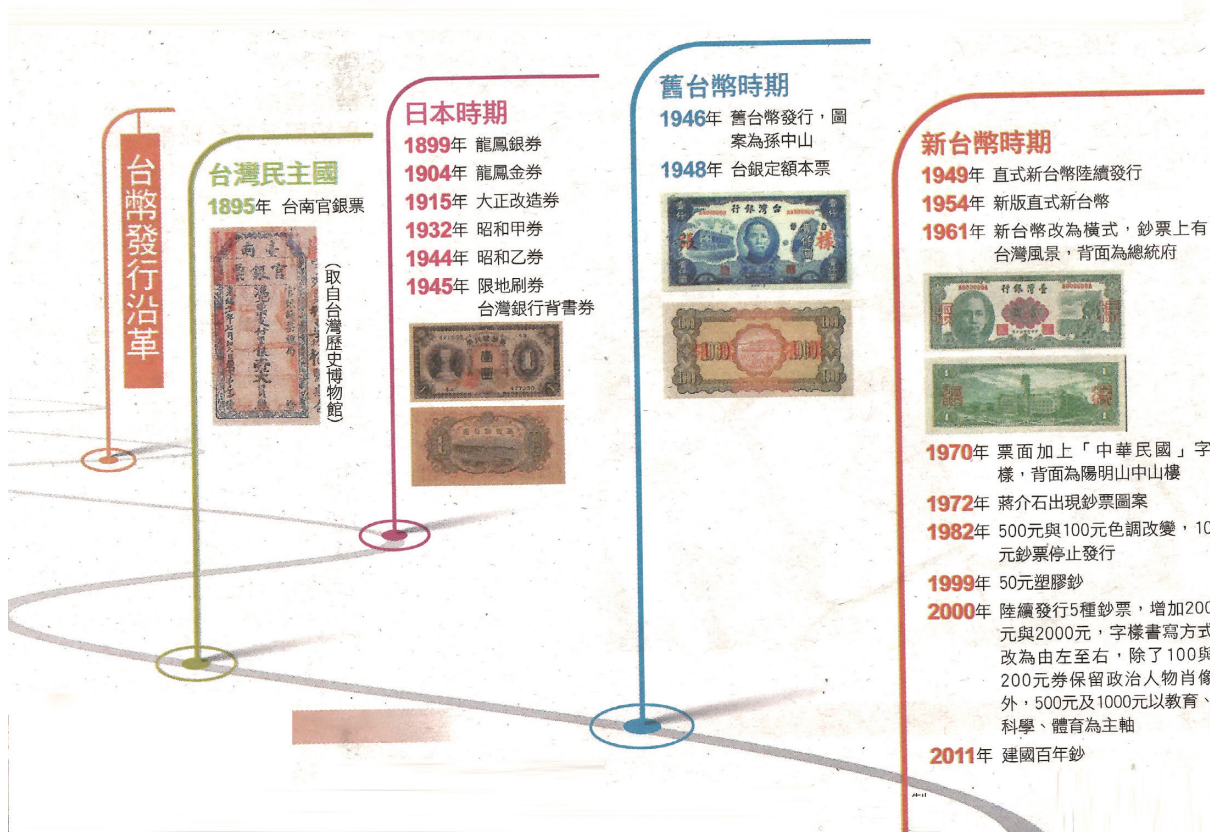 台幣發行沿革
台灣民主國
1895年 台南官銀票
臺南
官銀票
(取自台灣歷史博物館)
日本時期
1899年 龍鳳銀券
1904年 龍鳳金券
1915年 大正改造券
1932年 昭和甲券
1944年 昭和乙券
1945年 限地刷券
台灣銀行背書券
舊台幣時期
1946年 舊台幣發行，圖
案為孫中山
1948年 台銀定額本票
行銀灣台
樣
1000
1000
新台幣時期
1949年 直式新台幣陸續發行
1954年 新版直式新台幣
1961年 新台幣改為橫式，鈔票上有
台灣風景，背面為總統府
行銀灣臺
A000000A
A000000A
1970年 票面加上「中華民國」字
樣，背面為陽明山中山樓
1972年 蔣介石出現鈔票圖案
1982年 500元與100元色調改變，10
元鈔票停止發行
1999年 50元塑膠鈔
2000年 陸續發行5種鈔票，增加200
元與2000元，字樣書寫方式
改為由左至右，除了100與
200元券保留政治人物肖像
外，500元及1000元以教育、
科學、體育為主軸
2011年 建國百年鈔